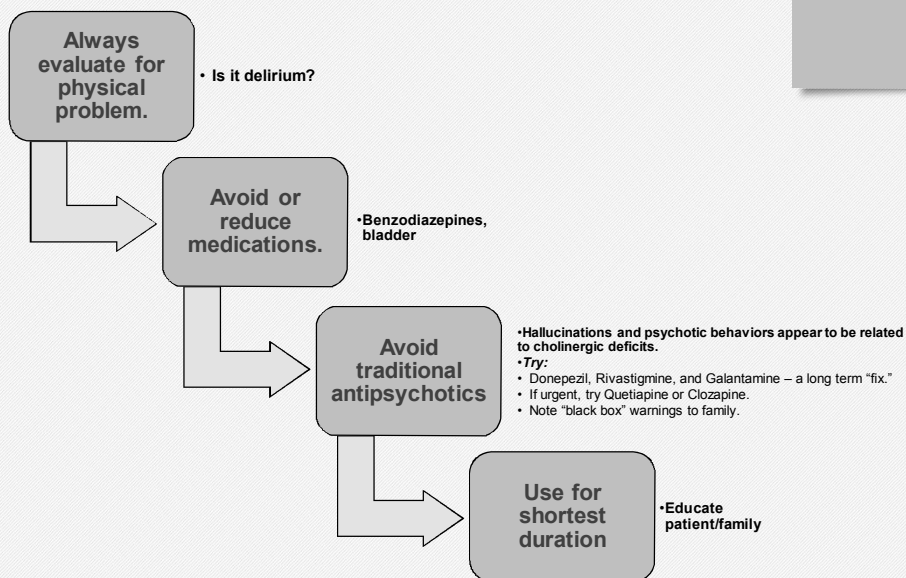 Always
evaluate for
physical
problem.
• Is it delirium?
Avoid or
reduce
medications.
•Benzodiazepines,
bladder
Avoid
traditional
antipsychotics
•Hallucinations and psychotic behaviors appear to be related
to cholinergic deficits.
•Try:
• Donepezil, Rivastigmine, and Galantamine – a long term “fix.”
• If urgent, try Quetiapine or Clozapine.
• Note “black box” warnings to family.
Use for
shortest
duration
•Educate
patient/family